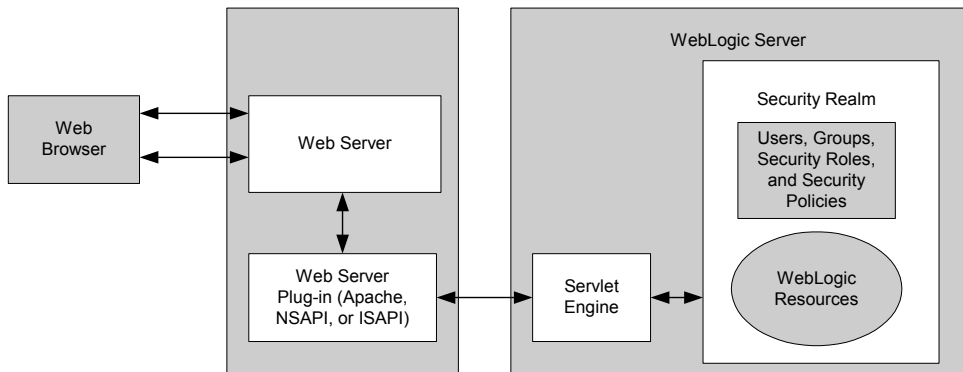 WebLogic Server
Security Realm
Web
Browser
Web Server
Users, Groups,
Security Roles,
and Security
Policies
Web Server
Plug-in (Apache,
NSAPI, or ISAPI)
Servlet
Engine
WebLogic
Resources